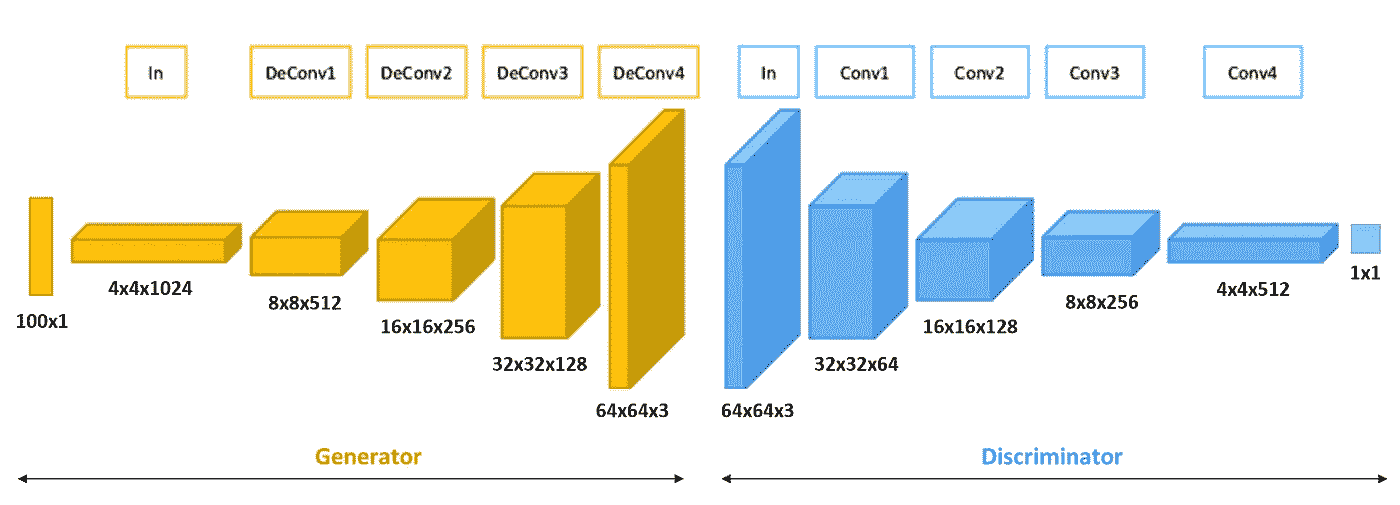 In
DeConv1
DeConv2
DeConv3
DeConv4
In
Conv1
Conv2
Conv3
Conv4
100x1
4x4x1024
8x8x512
16x16x256
32x32x128
64x64x3
64x64x3
32x32x64
16x16x128
8x8x256
4x4x512
1x1
Generator
Discriminator